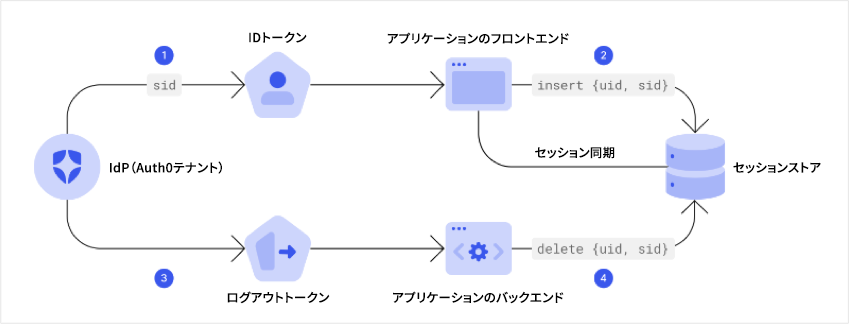 IDトークン
アプリケーションのフロントエンド
1
2
sid
insert {uid, sid}
セッション同期
IdP（Auth0テナント）
セッションストア
delete {uid, sid}
3
4
ログアウトトークン
アプリケーションのバックエンド